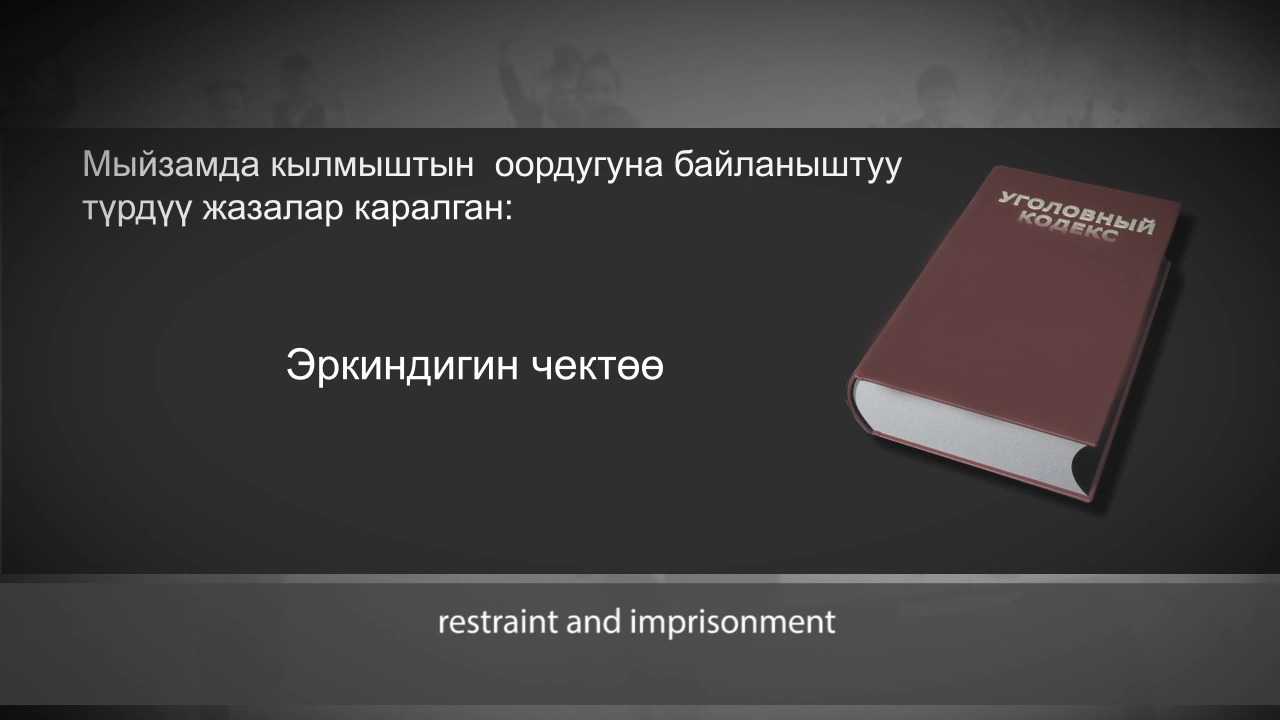 Мыйзамда кылмыштын оордугуна байланыштуу
түрдүү жазалар каралган:
УГОЛОВНЫЙ
КОДЕКС
Эркиндигин чектөө
restraint and imprisonment